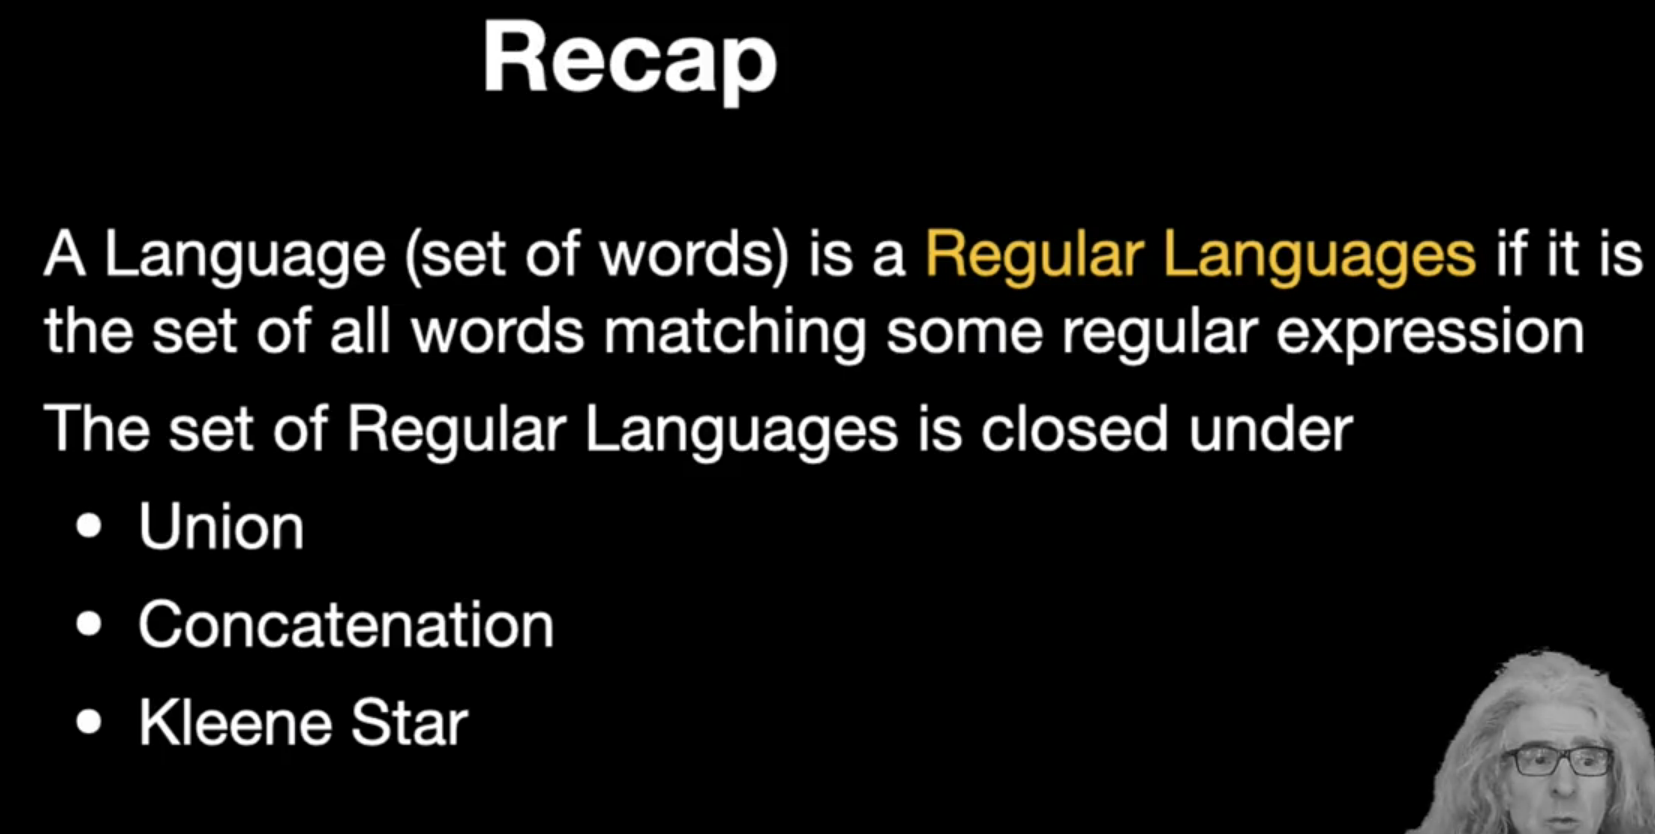 Recap
A Language (set of words) is a Regular Languages if it is
the set of all words matching some regular expression
The set of Regular Languages is closed under
• Union
• Concatenation
• Kleene Star